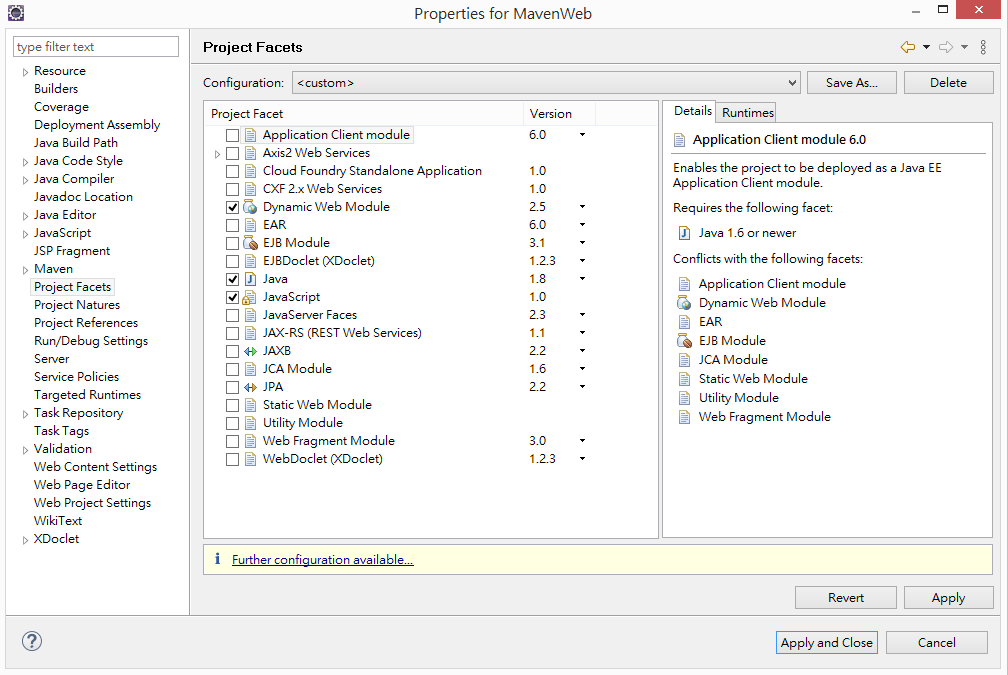 Properties for MavenWeb
type filter text
Resource
Builders
Coverage
Deployment Assembly
Java Build Path
Java Code Style
Java Compiler
Javadoc Location
Java Editor
JavaScript
JSP Fragment
Maven
Project Facets
Project Natures
Project References
Run/Debug Settings
Server
Service Policies
Targeted Runtimes
Task Repository
Task Tags
Validation
Web Content Settings
Web Page Editor
Web Project Settings
WikiText
XDoclet
Project Facets
Configuration: <custom> Save As... Delete
Project Facet Version
Application Client module 6.0
Axis2 Web Services
Cloud Foundry Standalone Application 1.0
CXF 2.x Web Services 1.0
Dynamic Web Module 2.5
EAR 6.0
EJB Module 3.1
EJBDoclet (XDoclet) 1.2.3
Java 1.8
JavaScript 1.0
JavaServer Faces 2.3
JAX-RS (REST Web Services) 1.1
JAXB 2.2
JCA Module 1.6
JPA 2.2
Static Web Module
Utility Module
Web Fragment Module 3.0
WebDoclet (XDoclet) 1.2.3
Details Runtimes
Application Client module 6.0
Enables the project to be deployed as a Java EE
Application Client module.
Requires the following facet:
Java 1.6 or newer
Conflicts with the following facets:
Application Client module
Dynamic Web Module
EAR
EJB Module
JCA Module
Static Web Module
Utility Module
Web Fragment Module
Further configuration available...
Revert Apply
Apply and Close Cancel